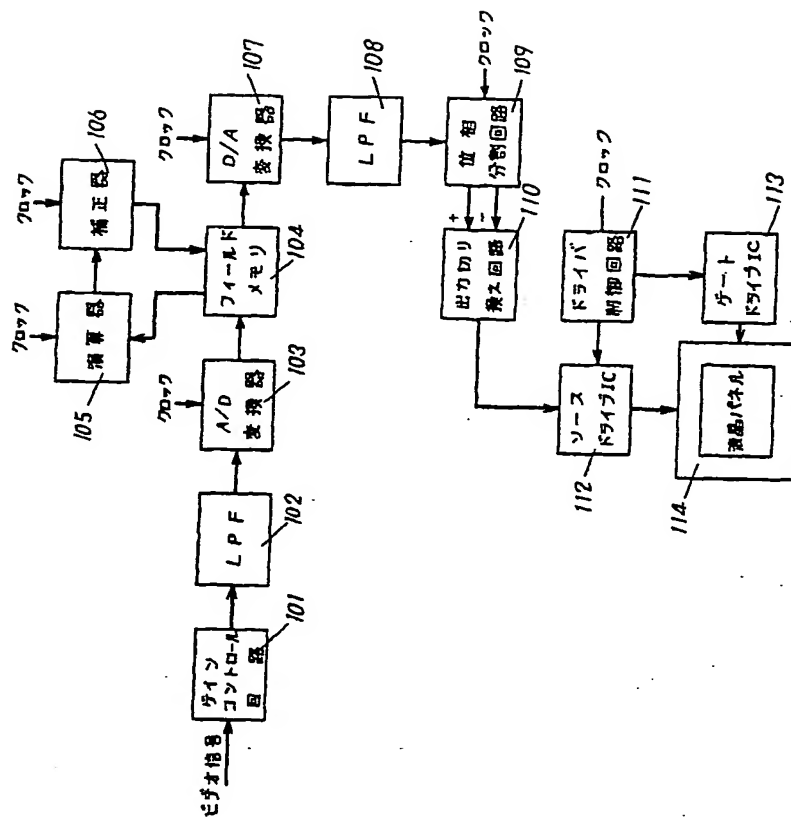 ビデオ信号
ゲイン
コントロール
回路
101
LPF
102
クロック
A/D
変換器
103
フィールド
メモリ
104
クロック
演算器
105
クロック
補正器
106
クロック
D/A
変換器
107
LPF
108
クロック
位相
分割回路
109
+
-
出力切り
換え回路
110
クロック
ドライバ
制御回路
111
ソース
ドライブIC
112
ゲート
ドライブIC
113
液晶パネル
114